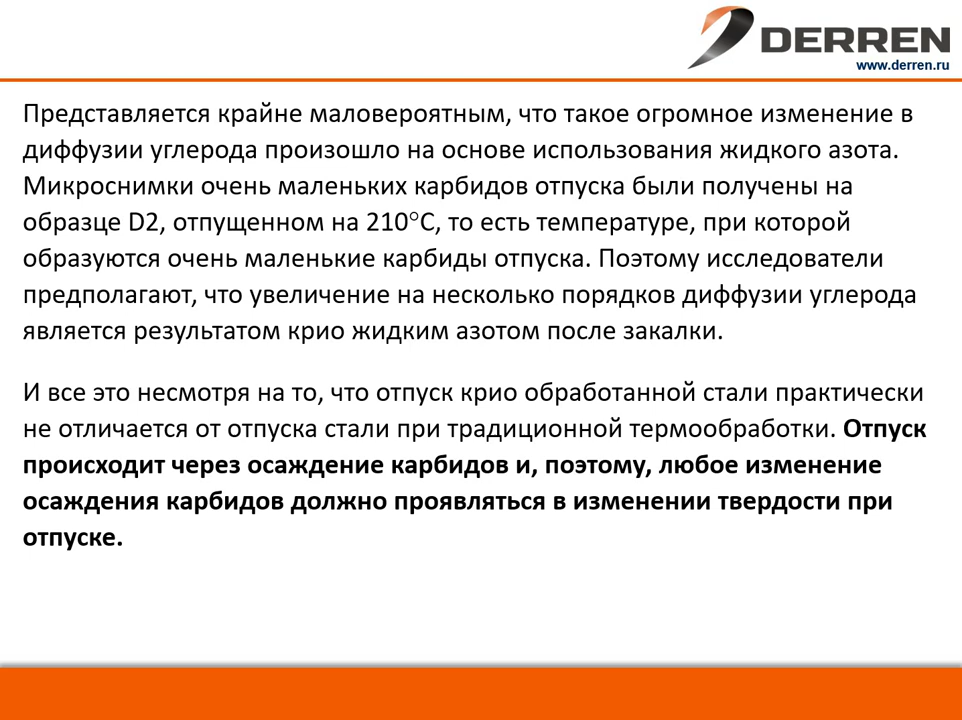 DERREN
www.derren.ru
Представляется крайне маловероятным, что такое огромное изменение в
диффузии углерода произошло на основе использования жидкого азота.
Микроснимки очень маленьких карбидов отпуска были получены на
образце D2, отпущенном на 210°С, то есть температуре, при которой
образуются очень маленькие карбиды отпуска. Поэтому исследователи
предполагают, что увеличение на несколько порядков диффузии углерода
является результатом крио жидким азотом после закалки.
И все это несмотря на то, что отпуск крио обработанной стали практически
не отличается от отпуска стали при традиционной термообработки. Отпуск
происходит через осаждение карбидов и, поэтому, любое изменение
осаждения карбидов должно проявляться в изменении твердости при
отпуске.